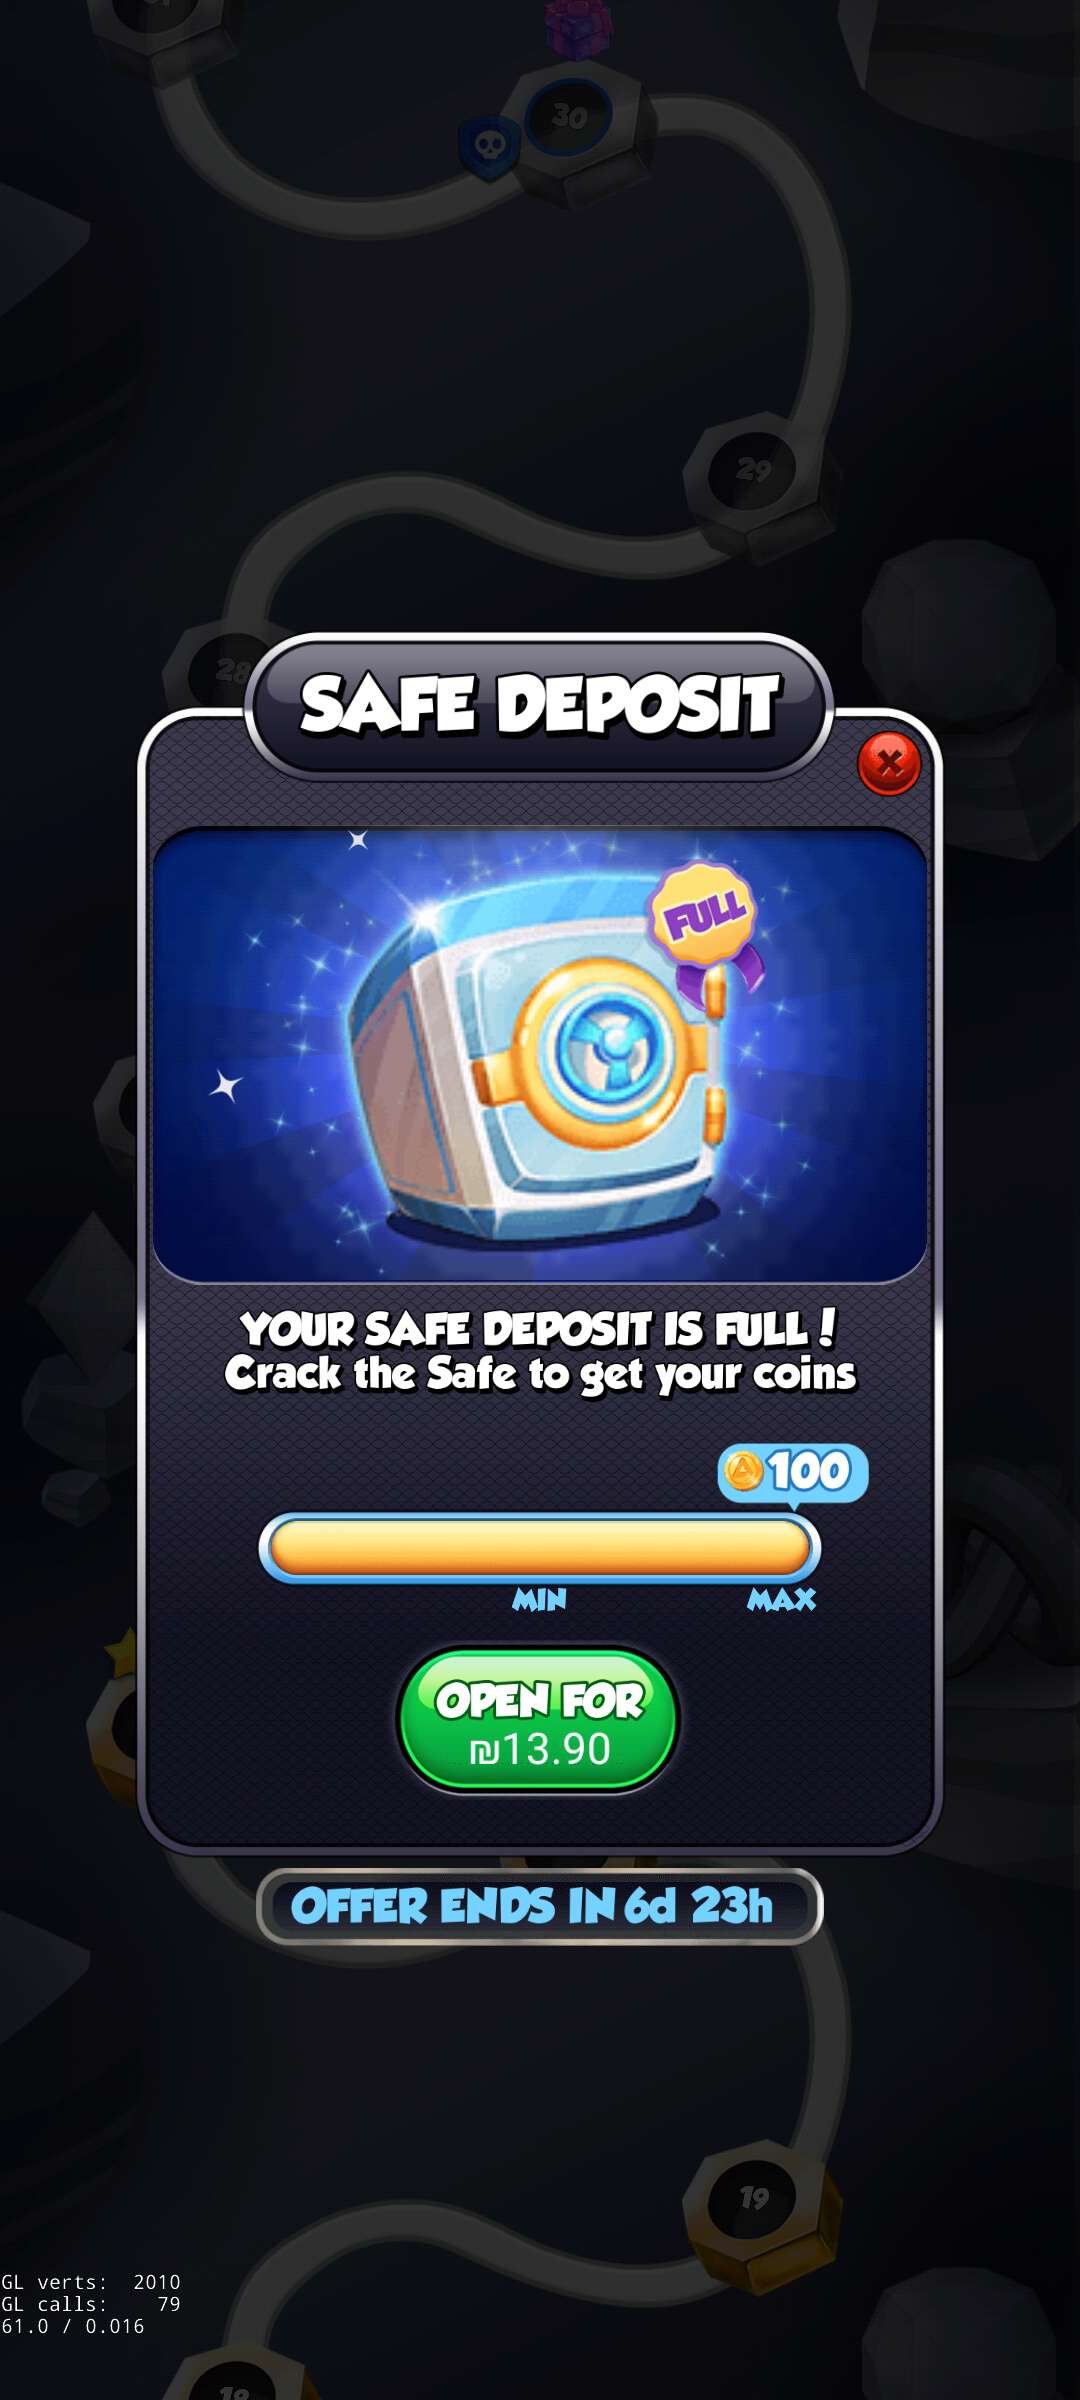 30
29
28
SAFE DEPOSIT
FULL
YOUR SAFE DEPOSIT IS FULL!
Crack the Safe to get your coins
100
MIN MAX
OPEN FOR
₪13.90
OFFER ENDS IN 6d 23h
19
GL verts: 2010
GL calls: 79
61.0 / 0.016
18